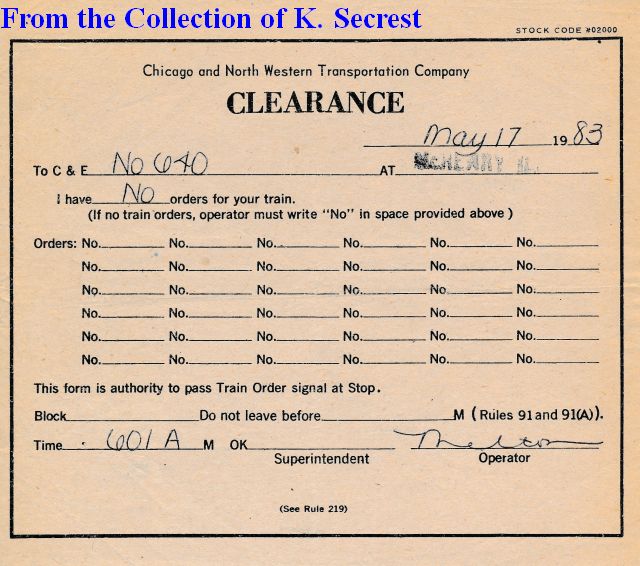 From the Collection of K. Secrest
STOCK CODE #02000
Chicago and North Western Transportation Company
CLEARANCE
May 17 1983
To C & E No 640 AT McHENRY IL.
I have NO orders for your train.
(If no train orders, operator must write "No" in space provided above)
Orders: No. No. No. No. No. No.
No. No. No. No. No. No.
No. No. No. No. No. No.
No. No. No. No. No. No.
No. No. No. No. No. No.
No. No. No. No. No. No.
This form is authority to pass Train Order signal at Stop.
Block Do not leave before M (Rules 91 and 91(A)).
Time 601 A M OK Melton
Superintendent Operator
(See Rule 219)